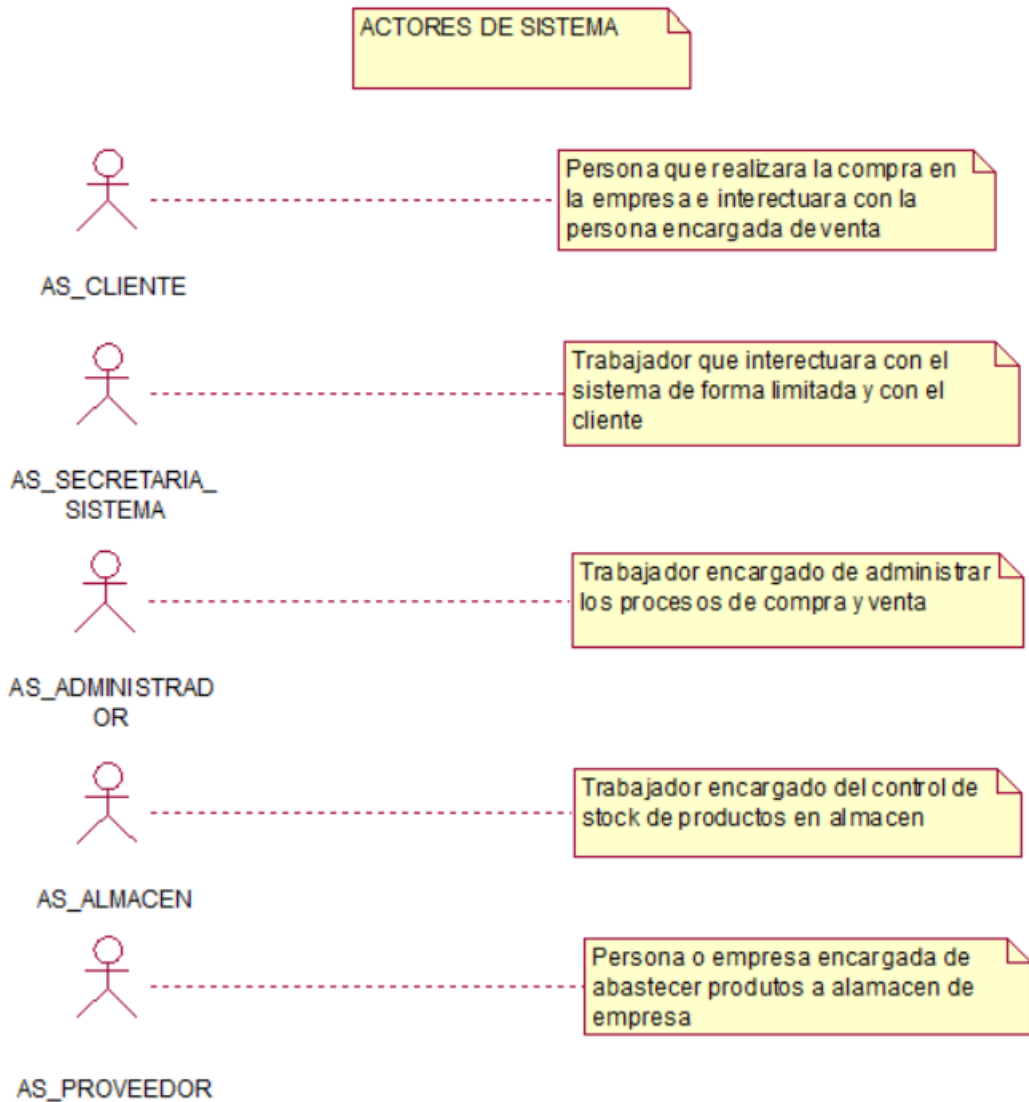 ACTORES DE SISTEMA
Persona que realizara la compra en
la empresa e interectuara con la
persona encargada de venta
AS_CLIENTE
Trabajador que interectuara con el
sistema de forma limitada y con el
cliente
AS_SECRETARIA_
SISTEMA
Trabajador encargado de administrar
los procesos de compra y venta
AS_ADMINISTRAD
OR
Trabajador encargado del control de
stock de productos en almacen
AS_ALMACEN
Persona o empresa encargada de
abastecer produtos a alamacen de
empresa
AS_PROVEEDOR